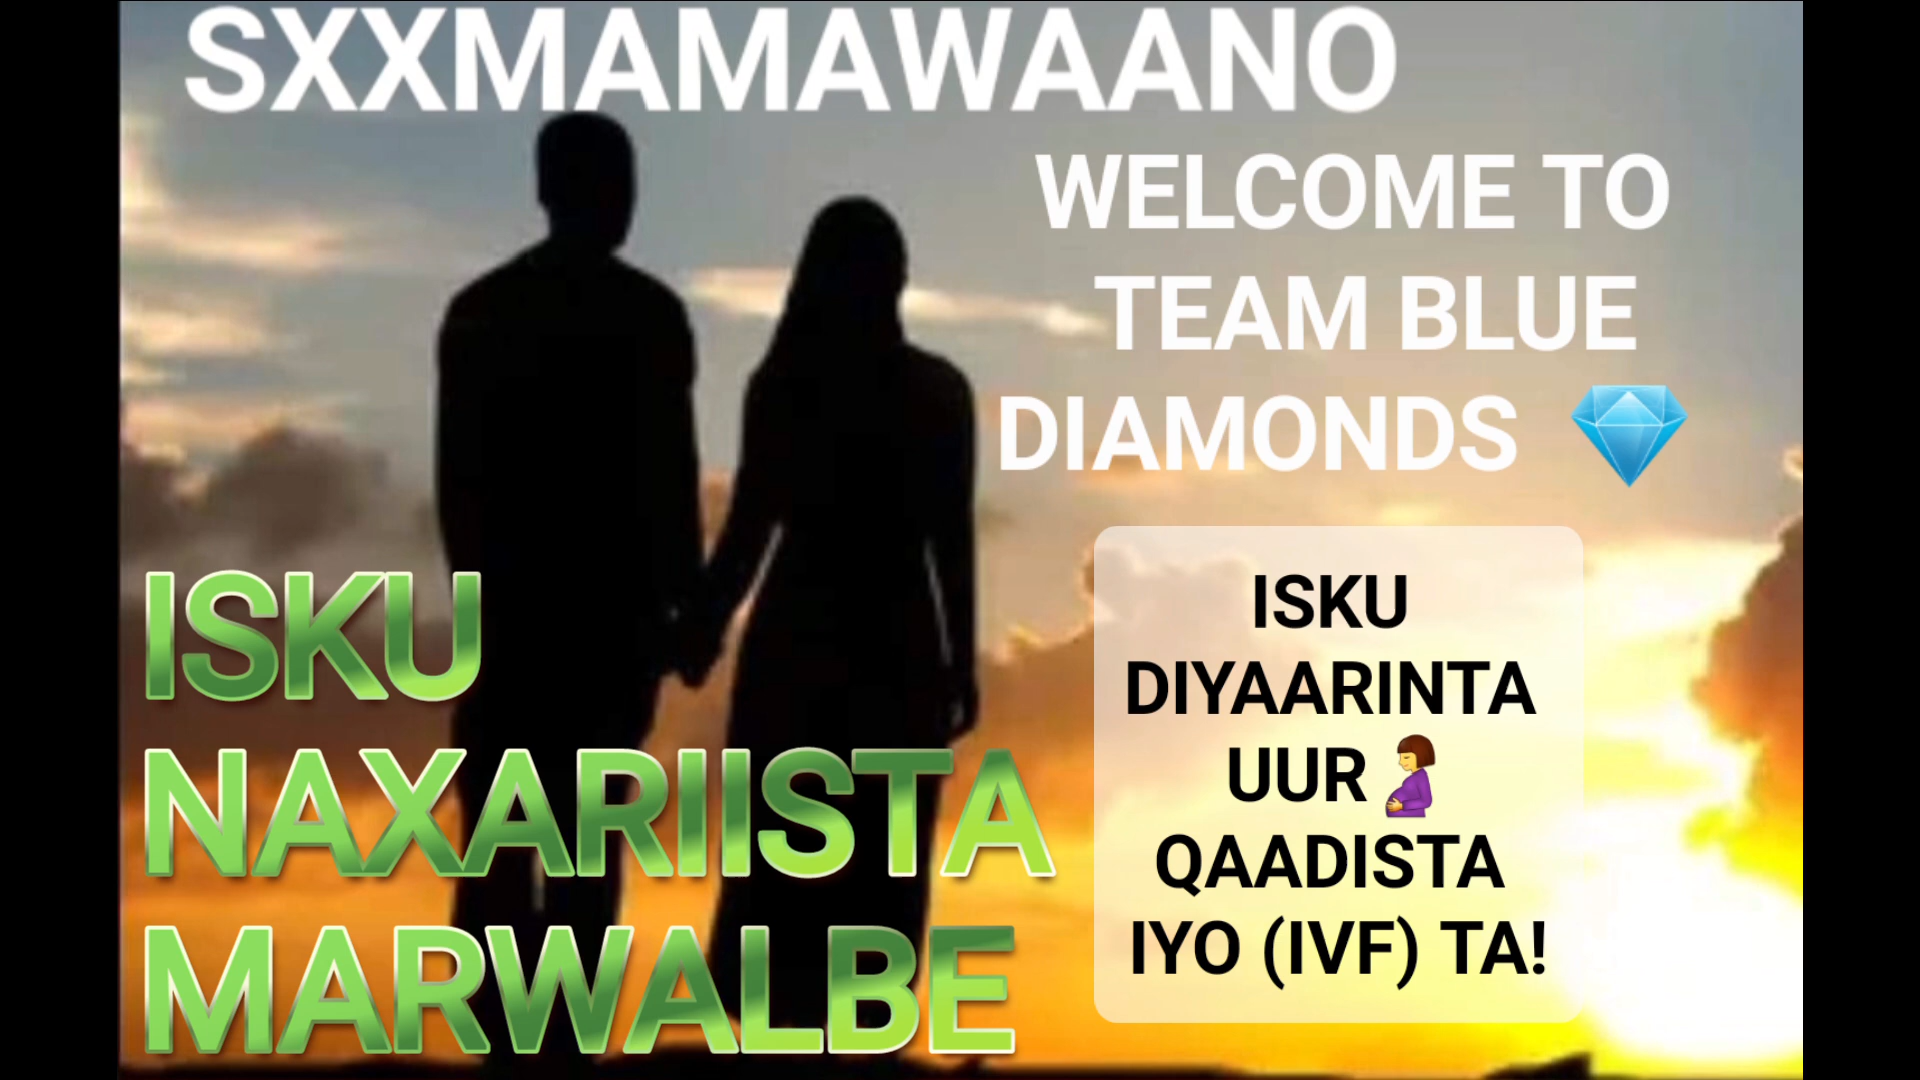 SXXMAMAWAANO
WELCOME TO
TEAM BLUE
DIAMONDS 💎
ISKU
NAXARIISTA
MARWALBE
ISKU
DIYAARINTA
UUR🤰
QAADISTA
IYO (IVF) TA!